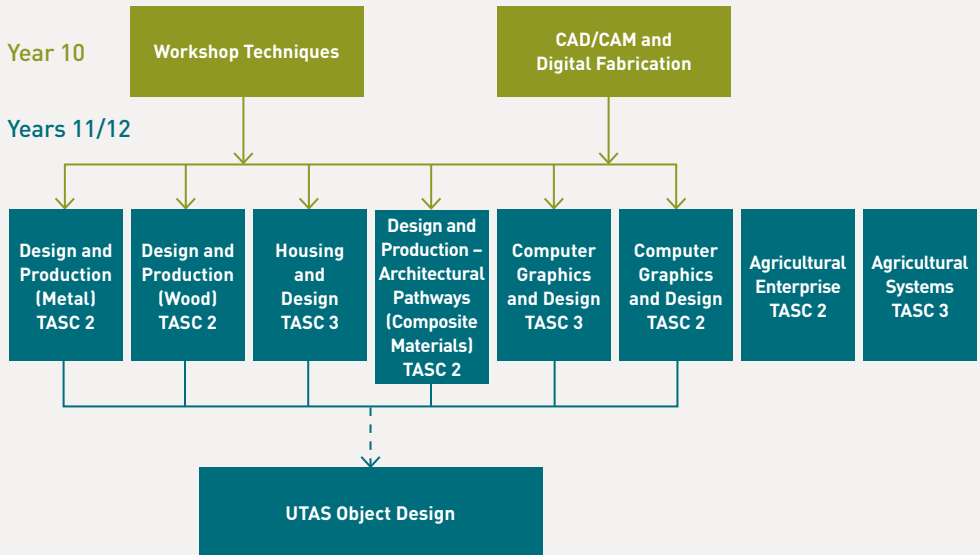 Year 10
Workshop Techniques
CAD/CAM and
Digital Fabrication
Years 11/12
Design and
Production
(Metal)
TASC 2
Design and
Production
(Wood)
TASC 2
Housing
and
Design
TASC 3
Design and
Production –
Architectural
Pathways
(Composite
Materials)
TASC 2
Computer
Graphics
and Design
TASC 3
Computer
Graphics
and Design
TASC 2
Agricultural
Enterprise
TASC 2
Agricultural
Systems
TASC 3
UTAS Object Design